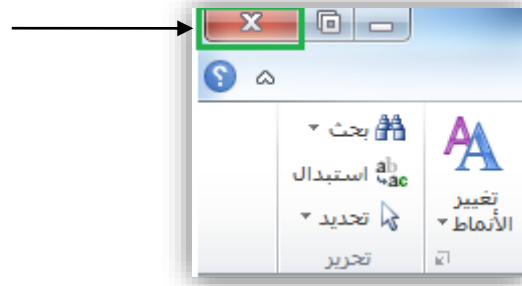 بحث
استبدال
تحديد
تحرير
تغيير
الأنماط